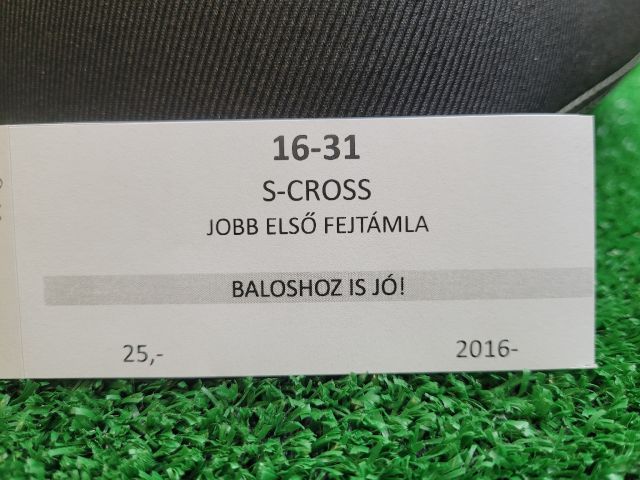 16-31
S-CROSS
JOBB ELSŐ FEJTÁMLA
BALOSHOZ IS JÓ!
25,-
2016-